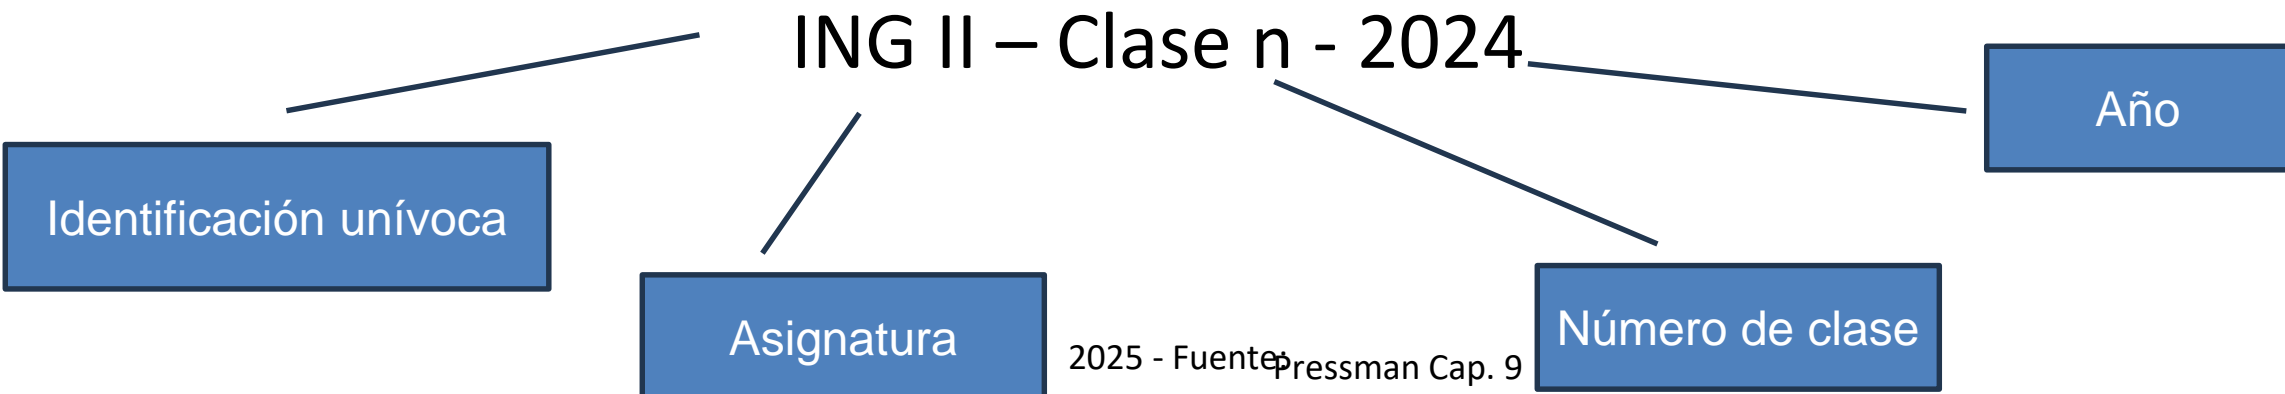 ING II – Clase n - 2024
Año
Identificación unívoca
Asignatura
Número de clase
2025 - Fuente:
Pressman Cap. 9